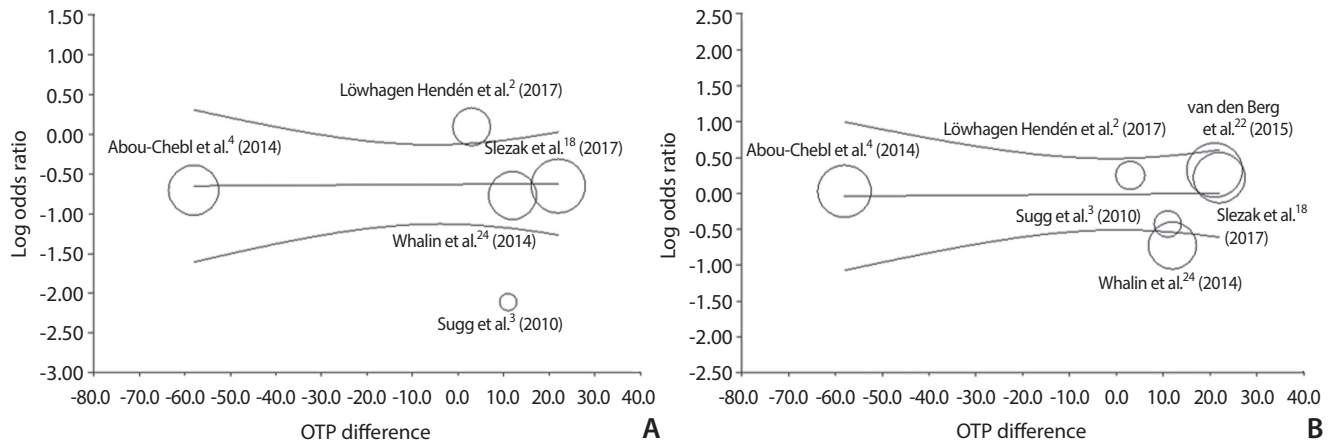 1.50
1.00
0.50
0.00
-0.50
-1.00
-1.50
-2.00
-2.50
-3.00
Log odds ratio
Löwhagen Hendén et al.2 (2017)
Abou-Chebl et al.4 (2014)
Slezak et al.18 (2017)
Whalin et al.24 (2014)
Sugg et al.3 (2010)
-80.0 -70.0 -60.0 -50.0 -40.0 -30.0 -20.0 -10.0 0.0 10.0 20.0 30.0 40.0
OTP difference
A
2.50
2.00
1.50
1.00
0.50
0.00
-0.50
-1.00
-1.50
-2.00
2.50
Log odds ratio
van den Berg
et al.22 (2015)
Löwhagen Hendén et al.2 (2017)
Abou-Chebl et al.4 (2014)
Sugg et al.3 (2010)
Slezak et al.18
(2017)
Whalin et al.24 (2014)
-80.0 -70.0 -60.0 -50.0 -40.0 -30.0 -20.0 -10.0 0.0 10.0 20.0 30.0 40.0
OTP difference
B